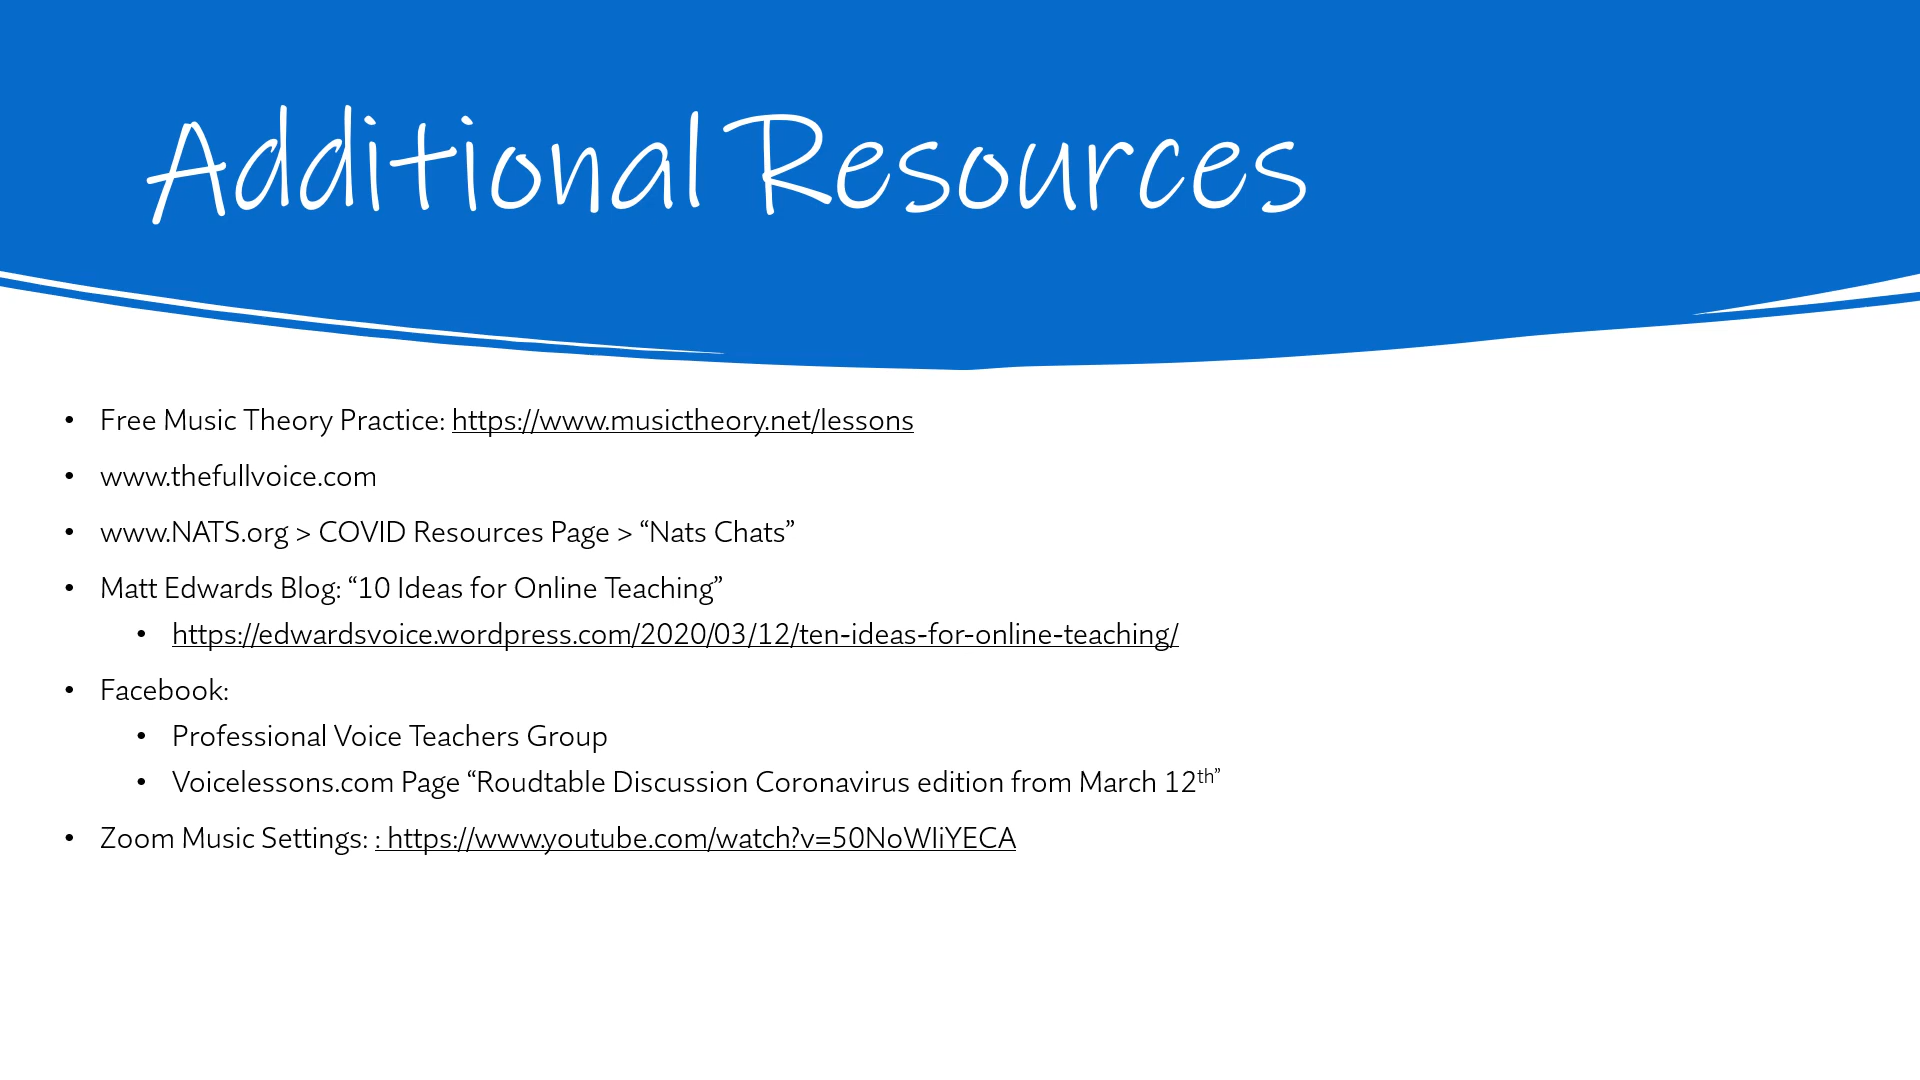 Additional Resources
• Free Music Theory Practice: https://www.musictheory.net/lessons
• www.thefullvoice.com
• www.NATS.org > COVID Resources Page > “Nats Chats”
• Matt Edwards Blog: “10 Ideas for Online Teaching”
• https://edwardsvoice.wordpress.com/2020/03/12/ten-ideas-for-online-teaching/
• Facebook:
• Professional Voice Teachers Group
• Voicelessons.com Page “Roudtable Discussion Coronavirus edition from March 12th”
• Zoom Music Settings: : https://www.youtube.com/watch?v=50NoWIiYECA